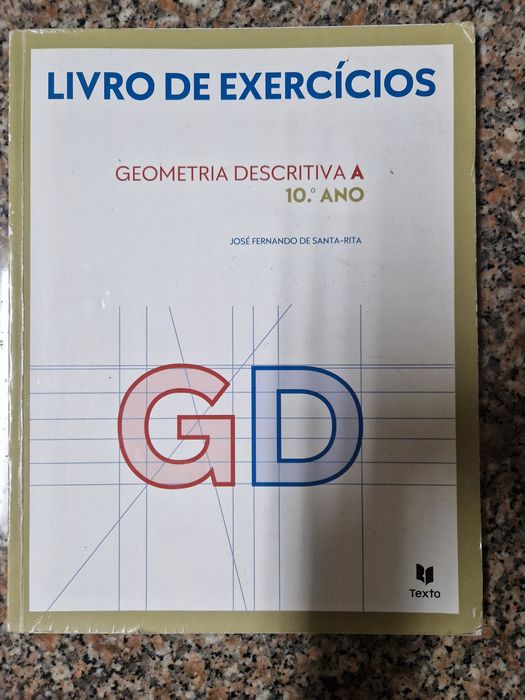 LIVRO DE EXERCÍCIOS
GEOMETRIA DESCRITIVA A
10.º ANO
JOSÉ FERNANDO DE SANTA-RITA
GD
Texto